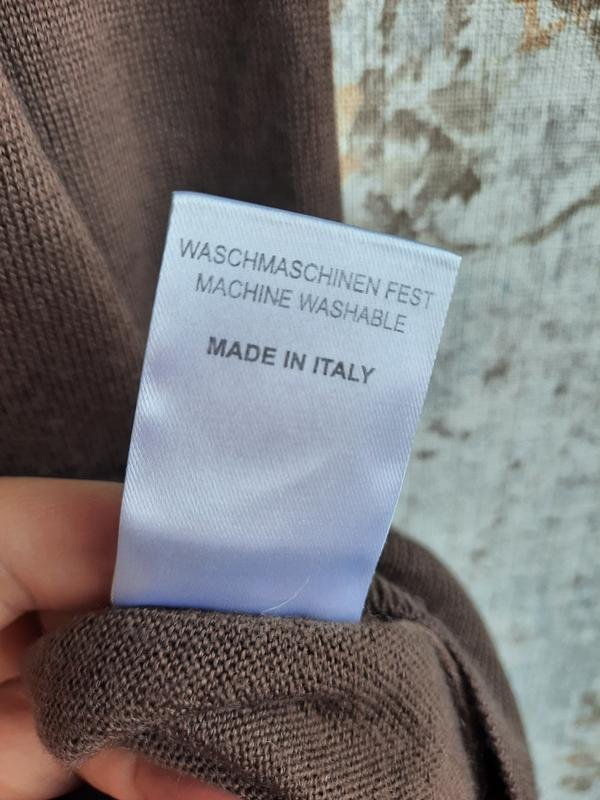 WASCHMASCHINEN FEST
MACHINE WASHABLE
MADE IN ITALY